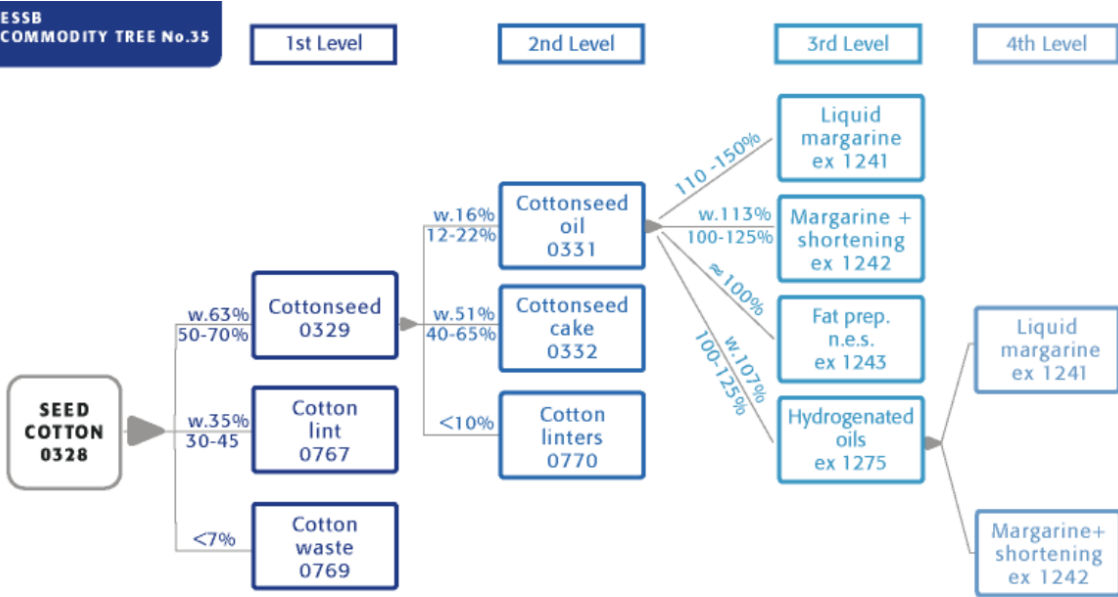 ESSB
COMMODITY TREE No.35
1st Level
2nd Level
3rd Level
4th Level
SEED
COTTON
0328
w.63%
50-70%
Cottonseed
0329
w.35%
30-45
Cotton
lint
0767
<7%
Cotton
waste
0769
w.16%
12-22%
Cottonseed
oil
0331
w.51%
40-65%
Cottonseed
cake
0332
<10%
Cotton
linters
0770
110 -150%
Liquid
margarine
ex 1241
w.113%
100-125%
Margarine +
shortening
ex 1242
≈100%
Fat prep.
n.e.s.
ex 1243
w.107%
100-125%
Hydrogenated
oils
ex 1275
Liquid
margarine
ex 1241
Margarine+
shortening
ex 1242